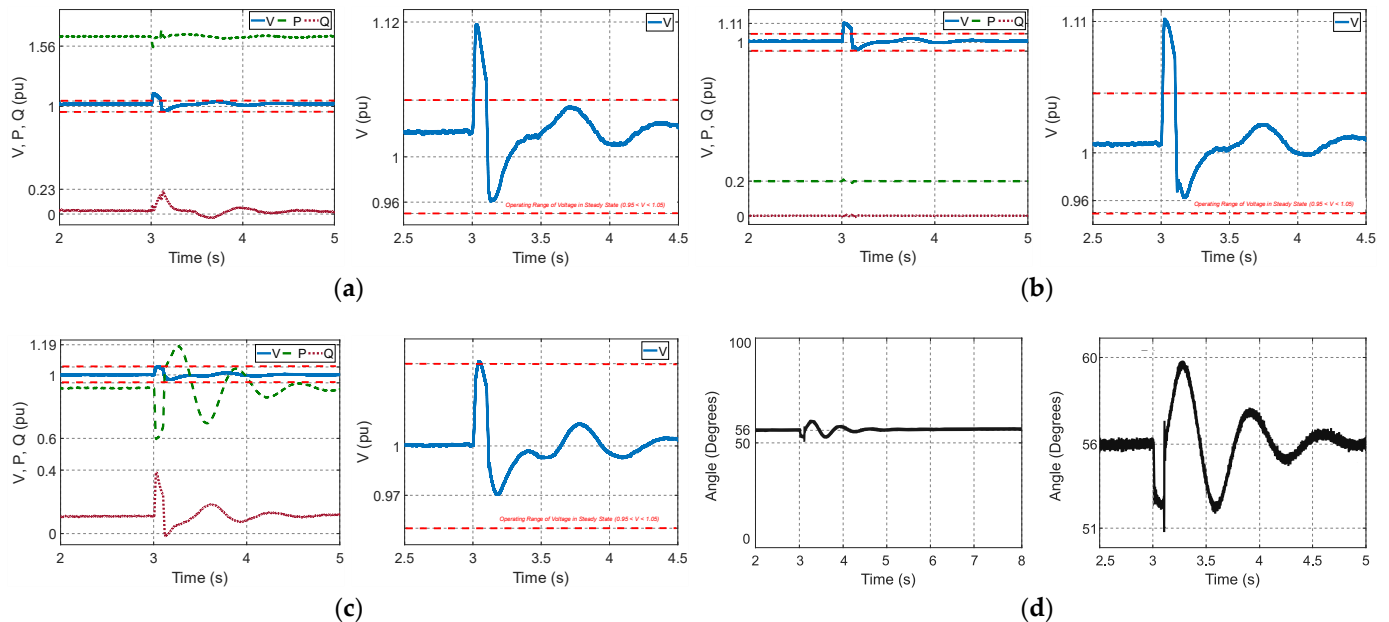 V P Q
1.56
1
0.23
0
2 3 4 5
Time (s)
V, P, Q (pu)
V
1.12
1
0.96
Operating Range of Voltage in Steady State (0.95 < V < 1.05)
2.5 3 3.5 4 4.5
Time (s)
V (pu)
(a)
V P Q
1.11
1
0.2
0
2 3 4 5
Time (s)
V, P, Q (pu)
V
1.11
1
0.96
Operating Range of Voltage in Steady State (0.95 < V < 1.05)
2.5 3 3.5 4 4.5
Time (s)
V (pu)
(b)
V P Q
1.19
1
0.6
0.4
0
2 3 4 5
Time (s)
V, P, Q (pu)
V
1
0.97
Operating Range of Voltage in Steady State (0.95 < V < 1.05)
2.5 3 3.5 4 4.5
Time (s)
V (pu)
(c)
100
56
50
0
2 3 4 5 6 7 8
Time (s)
Angle (Degrees)
60
56
51
2.5 3 3.5 4 4.5 5
Time (s)
Angle (Degrees)
(d)